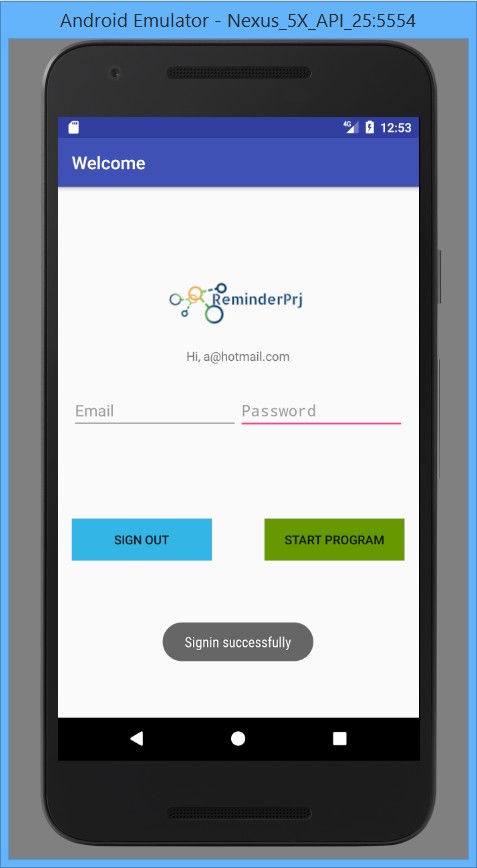 Android Emulator - Nexus_5X_API_25:5554
4G 12:53
Welcome
ReminderPrj
Hi, a@hotmail.com
Email Password
SIGN OUT START PROGRAM
Signin successfully